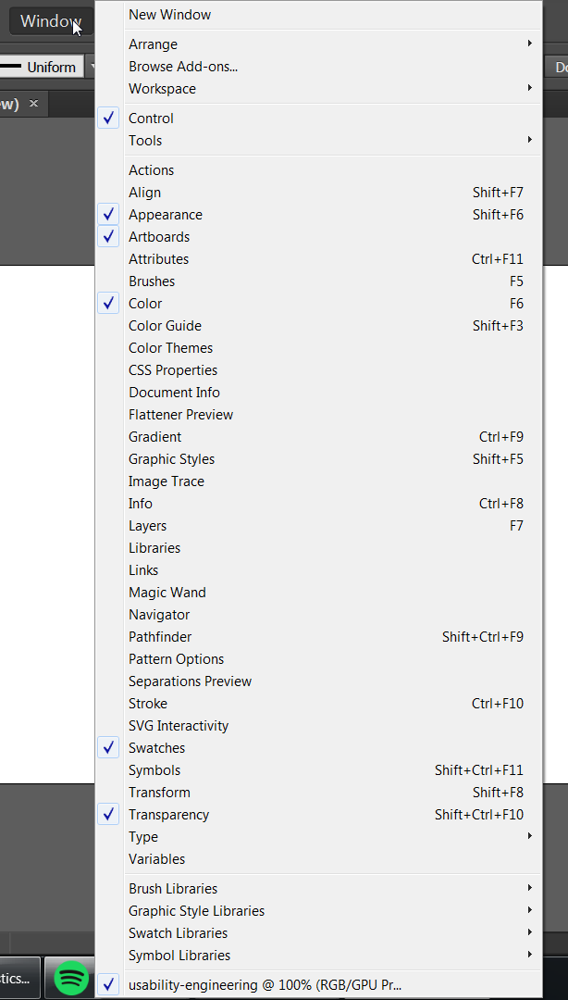 Window
New Window
Arrange
Browse Add-ons...
Workspace
Uniform
Do
w)
Control
Tools
Actions
Align Shift+F7
Appearance Shift+F6
Artboards
Attributes Ctrl+F11
Brushes F5
Color F6
Color Guide Shift+F3
Color Themes
CSS Properties
Document Info
Flattener Preview
Gradient Ctrl+F9
Graphic Styles Shift+F5
Image Trace
Info Ctrl+F8
Layers F7
Libraries
Links
Magic Wand
Navigator
Pathfinder Shift+Ctrl+F9
Pattern Options
Separations Preview
Stroke Ctrl+F10
SVG Interactivity
Swatches
Symbols Shift+Ctrl+F11
Transform Shift+F8
Transparency Shift+Ctrl+F10
Type
Variables
Brush Libraries
Graphic Style Libraries
Swatch Libraries
Symbol Libraries
stics...
usability-engineering @ 100% (RGB/GPU Pr...